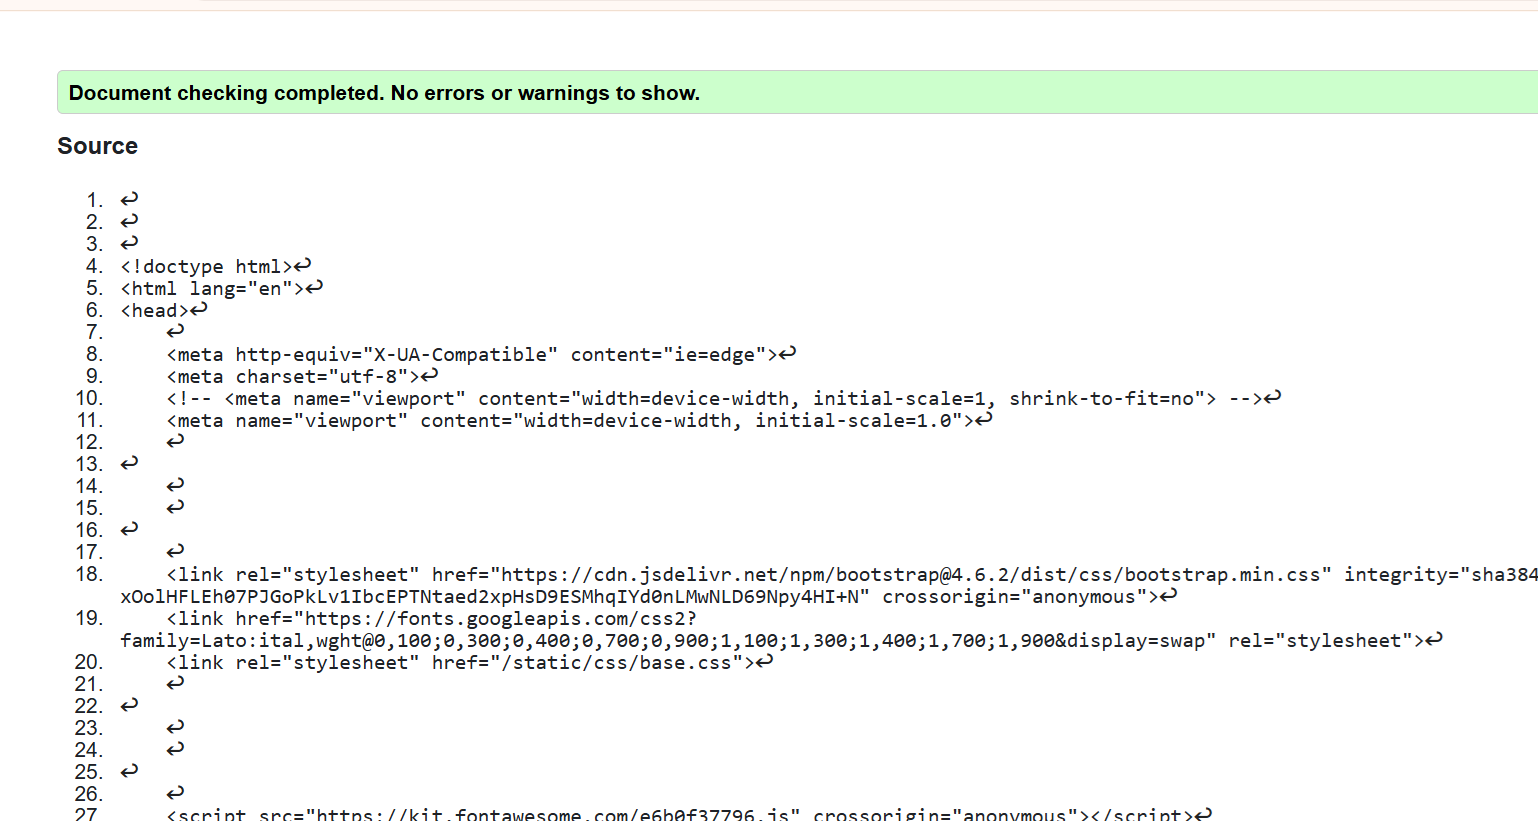 Document checking completed. No errors or warnings to show.
Source
1. ↩
2. ↩
3. ↩
4. <!doctype html>↩
5. <html lang="en">↩
6. <head>↩
7. ↩
8. <meta http-equiv="X-UA-Compatible" content="ie=edge">↩
9. <meta charset="utf-8">↩
10. <!-- <meta name="viewport" content="width=device-width, initial-scale=1, shrink-to-fit=no"> -->↩
11. <meta name="viewport" content="width=device-width, initial-scale=1.0">↩
12. ↩
13. ↩
14. ↩
15. ↩
16. ↩
17. ↩
18. <link rel="stylesheet" href="https://cdn.jsdelivr.net/npm/bootstrap@4.6.2/dist/css/bootstrap.min.css" integrity="sha384
xOolHFLEh07PJGoPkLv1IbcEPTNtaed2xpHsD9ESMhqIYd0nLMwNLD69Npy4HI+N" crossorigin="anonymous">↩
19. <link href="https://fonts.googleapis.com/css2?
family=Lato:ital,wght@0,100;0,300;0,400;0,700;0,900;1,100;1,300;1,400;1,700;1,900&display=swap" rel="stylesheet">↩
20. <link rel="stylesheet" href="/static/css/base.css">↩
21. ↩
22. ↩
23. ↩
24. ↩
25. ↩
26. ↩
27. <script src="https://kit.fontawesome.com/e6b0f37796.js" crossorigin="anonymous"></script>↩